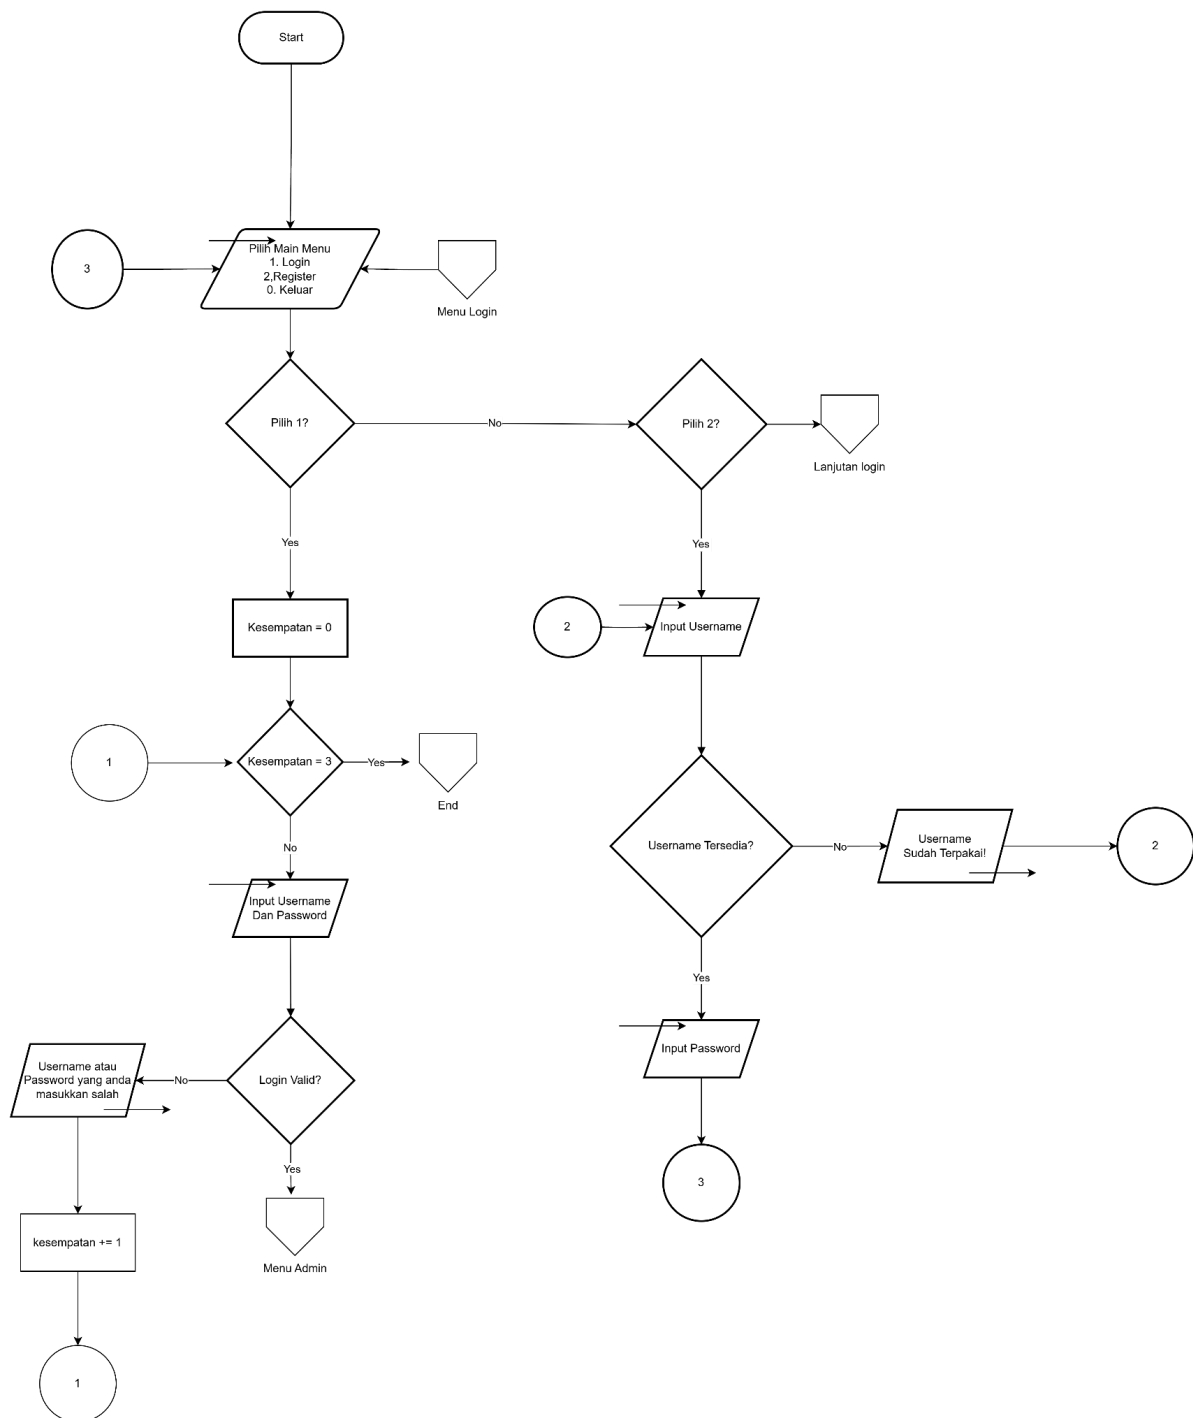 Start
3
Pilih Main Menu
1. Login
2,Register
0. Keluar
Menu Login
Pilih 1?
No
Pilih 2?
Lanjutan login
Yes
Yes
Kesempatan = 0
2
Input Username
1
Kesempatan = 3
Yes
End
No
Username Tersedia?
No
Username
Sudah Terpakai!
2
Input Username
Dan Password
Yes
Input Password
Username atau
Password yang anda
masukkan salah
No
Login Valid?
Yes
3
kesempatan += 1
Menu Admin
1